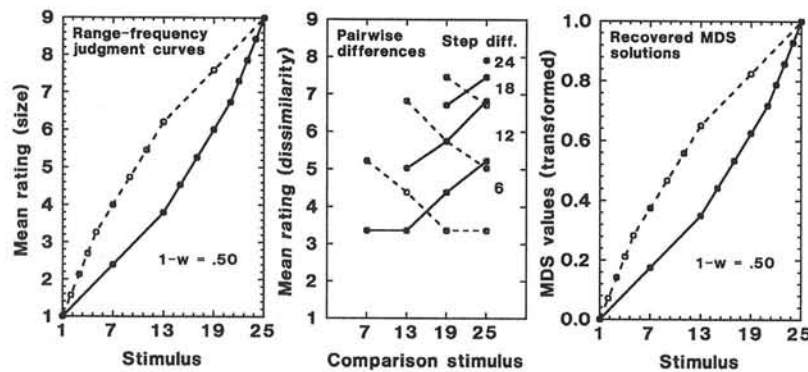 Range-frequency
judgment curves
Mean rating (size)
9
8
7
6
5
4
3
2
1
1-w = .50
1 7 13 19 25
Stimulus
Pairwise
differences
Step diff.
24
18
12
6
Mean rating (dissimilarity)
9
8
7
6
5
4
3
2
1
7 13 19 25
Comparison stimulus
Recovered MDS
solutions
MDS values (transformed)
1.0
0.8
0.6
0.4
0.2
0.0
1-w = .50
1 7 13 19 25
Stimulus